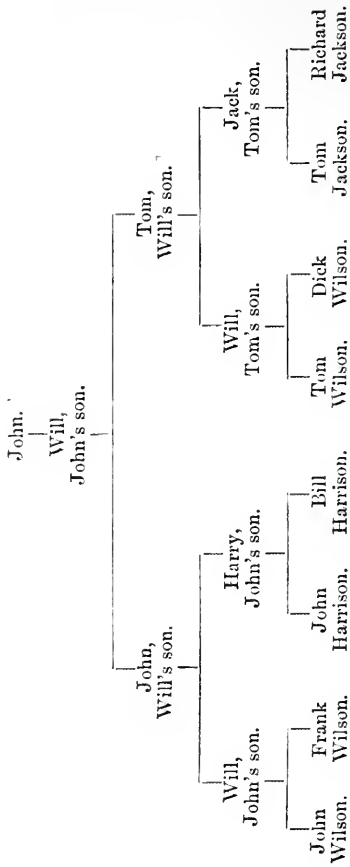 John.
Will,
John's son.
John,
Will's son.
Tom,
Will's son.
Will,
John's son.
Harry,
John's son.
Will,
Tom's son.
Jack,
Tom's son.
John
Wilson.
Frank
Wilson.
John
Harrison.
Bill
Harrison.
Tom
Wilson.
Dick
Wilson.
Tom
Jackson.
Richard
Jackson.